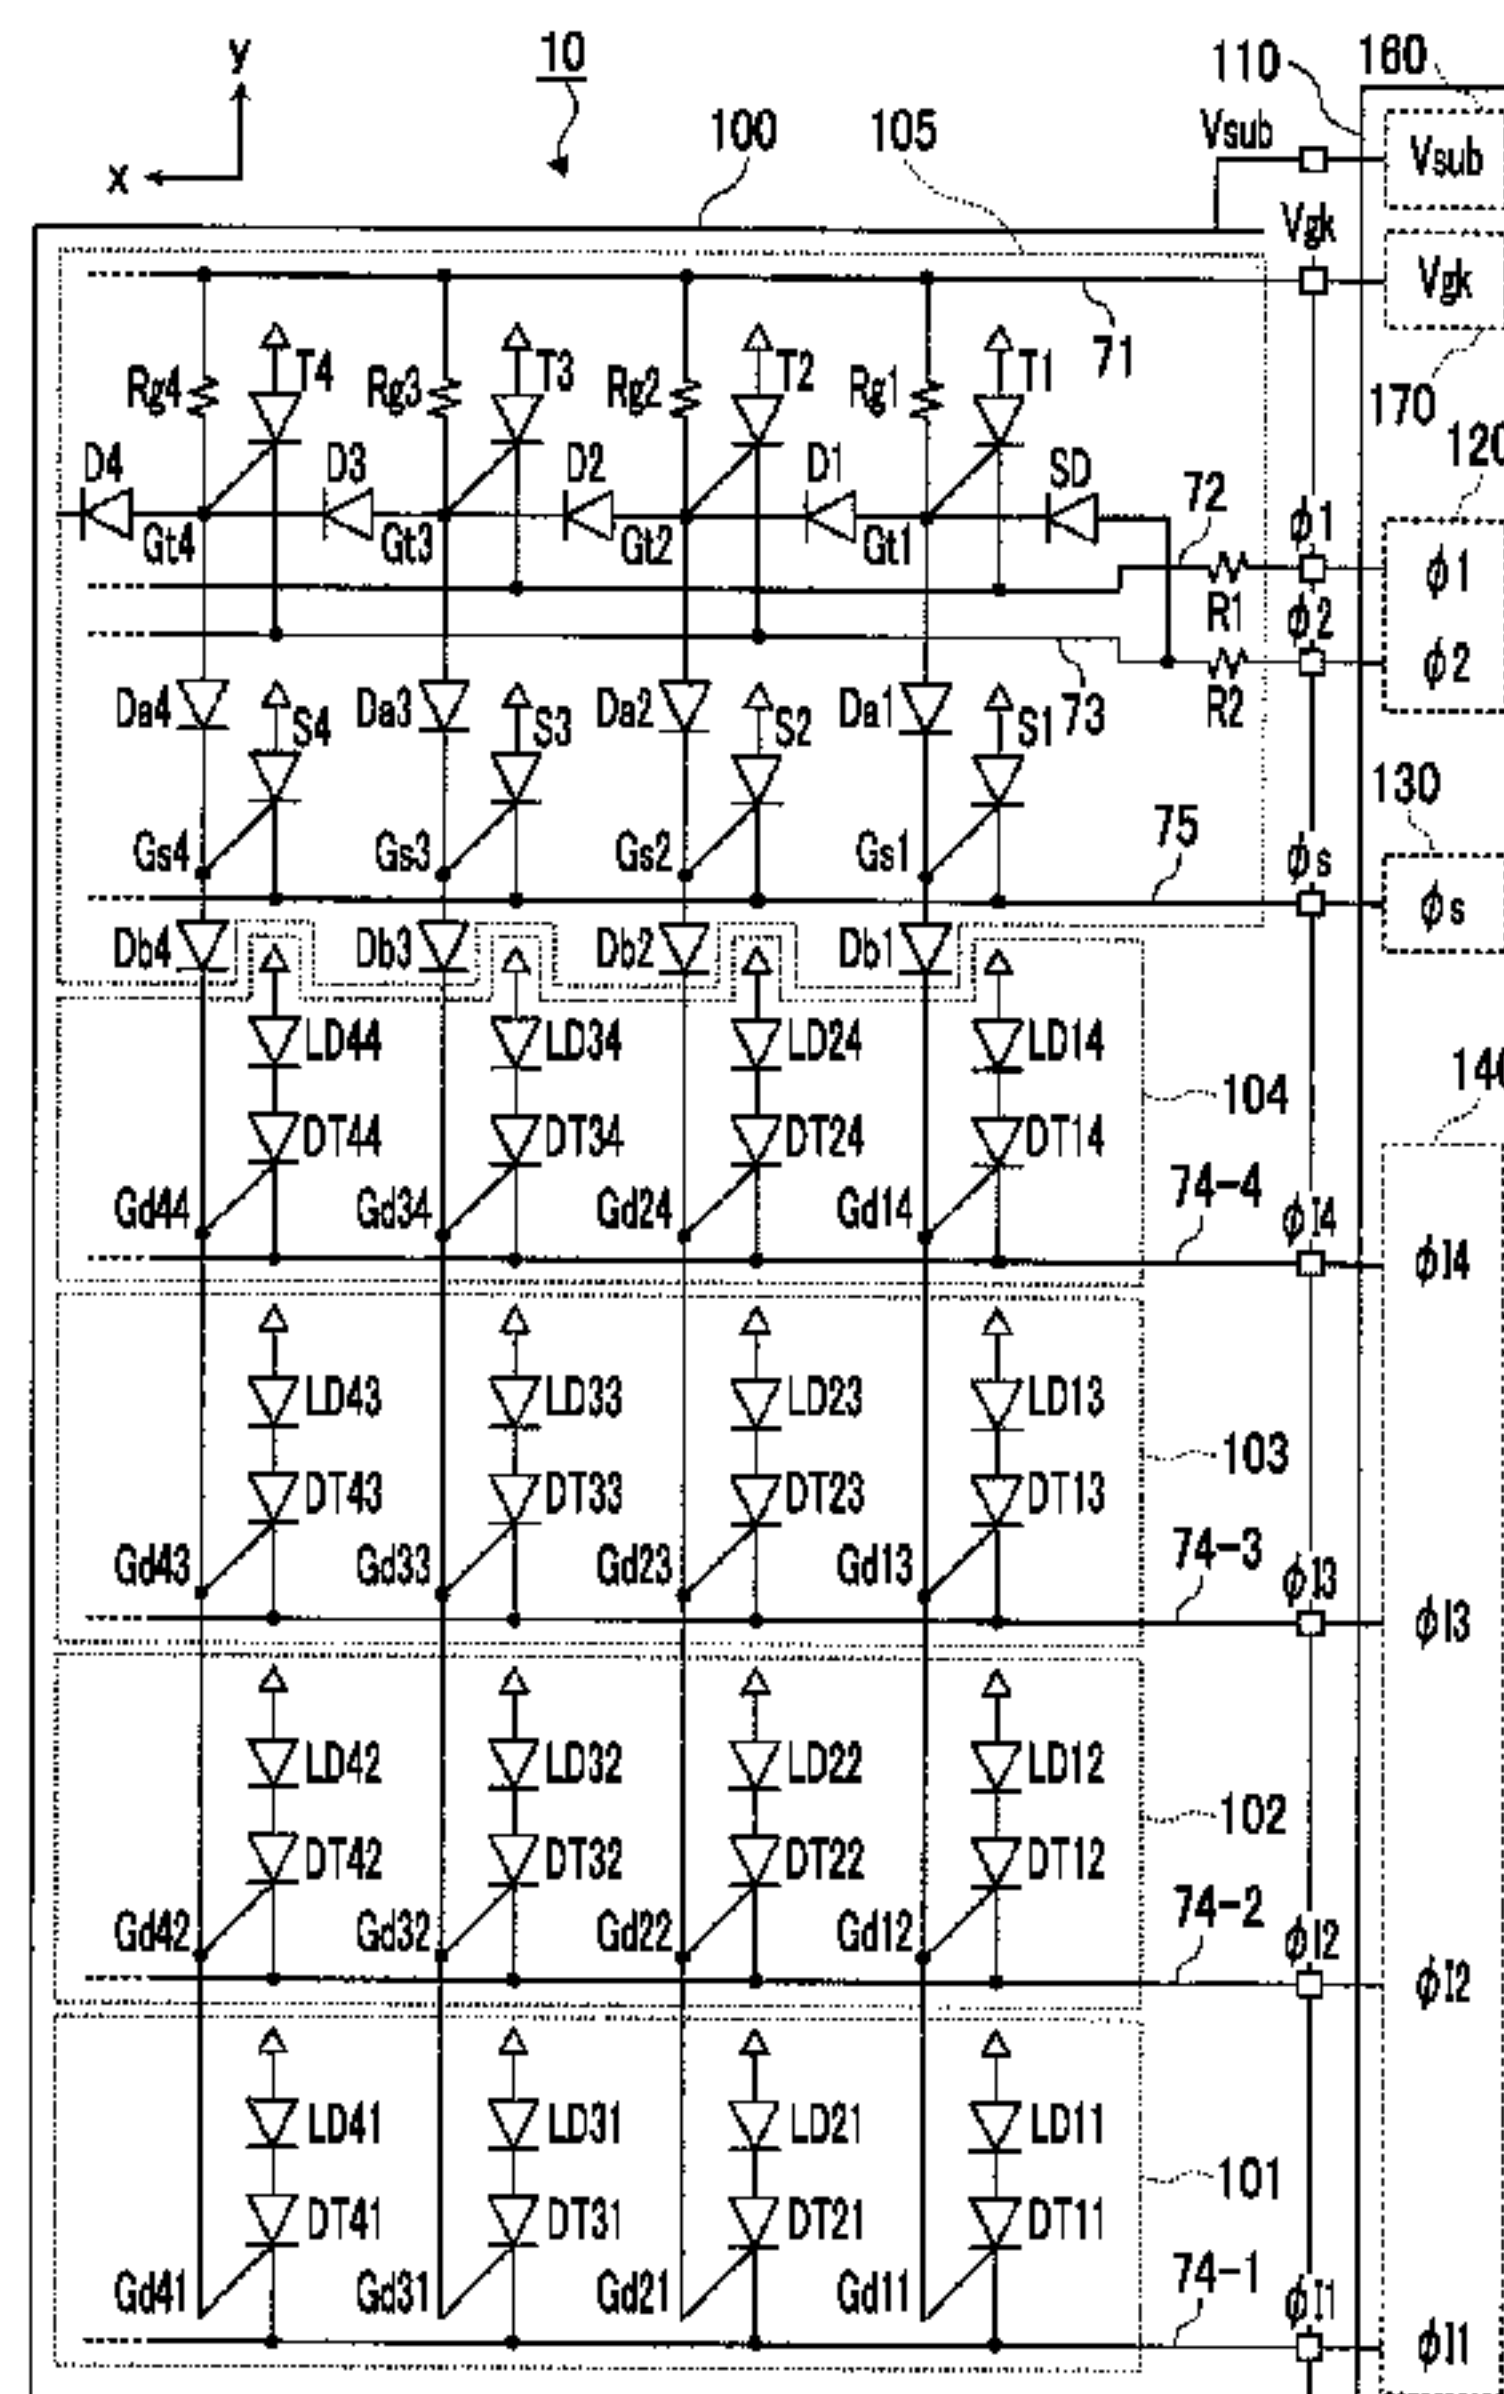 y
x
10
100
105
110
160
Vsub
Vsub
Vgk
Vgk
71
170
Rg4
T4
Rg3
T3
Rg2
T2
Rg1
T1
120
D4
D3
D2
D1
SD
72
Gt4
Gt3
Gt2
Gt1
ϕ1
ϕ1
R1
ϕ2
ϕ2
R2
Da4
S4
Da3
S3
Da2
S2
Da1
S1
73
130
75
Gs4
Gs3
Gs2
Gs1
ϕs
ϕs
Db4
Db3
Db2
Db1
LD44
LD34
LD24
LD14
140
104
DT44
DT34
DT24
DT14
74-4
Gd44
Gd34
Gd24
Gd14
ϕI4
ϕI4
LD43
LD33
LD23
LD13
103
DT43
DT33
DT23
DT13
74-3
Gd43
Gd33
Gd23
Gd13
ϕI3
ϕI3
LD42
LD32
LD22
LD12
102
DT42
DT32
DT22
DT12
74-2
Gd42
Gd32
Gd22
Gd12
ϕI2
ϕI2
LD41
LD31
LD21
LD11
101
DT41
DT31
DT21
DT11
74-1
Gd41
Gd31
Gd21
Gd11
ϕI1
ϕI1